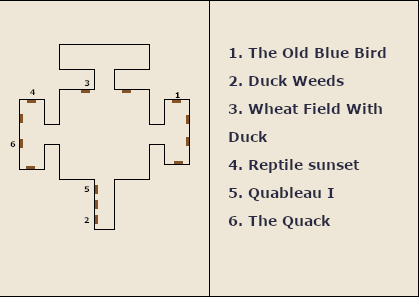 3
4
1
6
5
2
1. The Old Blue Bird
2. Duck Weeds
3. Wheat Field With
Duck
4. Reptile sunset
5. Quableau I
6. The Quack